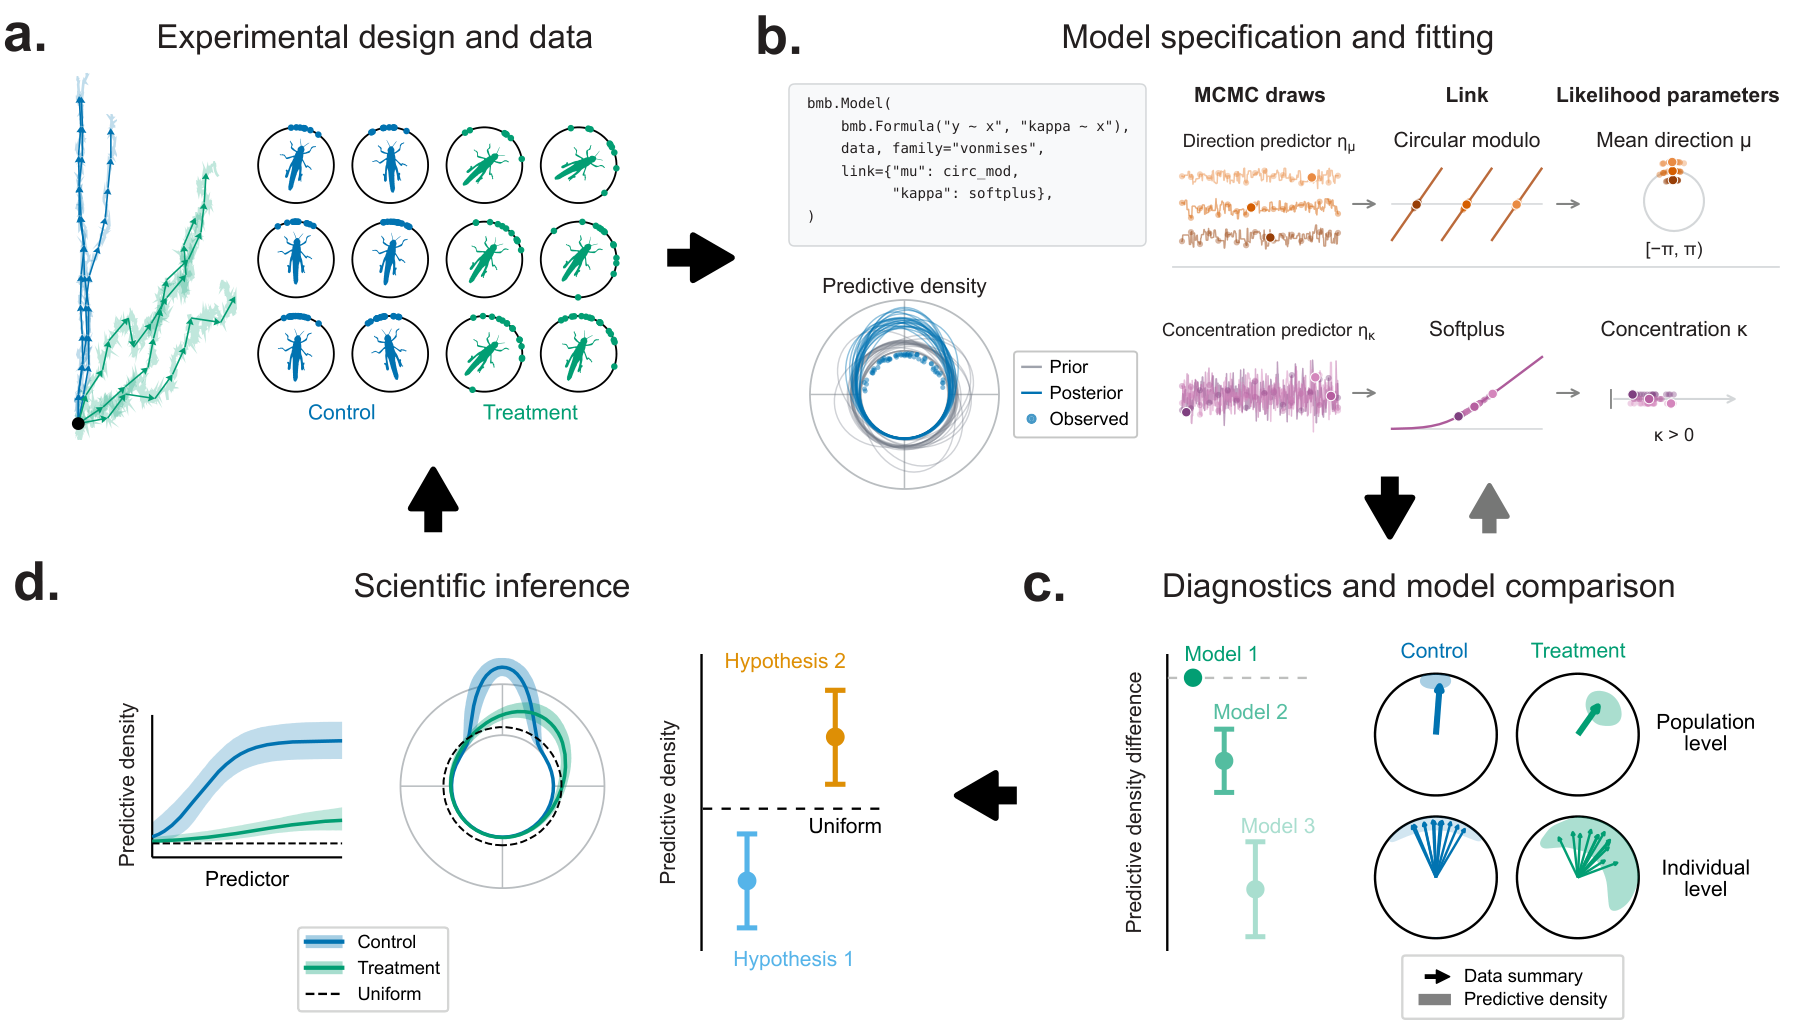 a.
Experimental design and data
Control
Treatment
b.
Model specification and fitting
bmb.Model(
bmb.Formula("y ~ x", "kappa ~ x"),
data, family="vonmises",
link={"mu": circ_mod,
"kappa": softplus},
)
Predictive density
Prior
Posterior
Observed
MCMC draws
Link
Likelihood parameters
Direction predictor ημ
Circular modulo
Mean direction μ
[−π, π)
Concentration predictor ηκ
Softplus
Concentration κ
κ > 0
d.
Scientific inference
Predictive density
Predictor
Control
Treatment
Uniform
Predictive density
Hypothesis 2
Uniform
Hypothesis 1
c.
Diagnostics and model comparison
Predictive density difference
Model 1
Model 2
Model 3
Control
Treatment
Population
level
Individual
level
Data summary
Predictive density